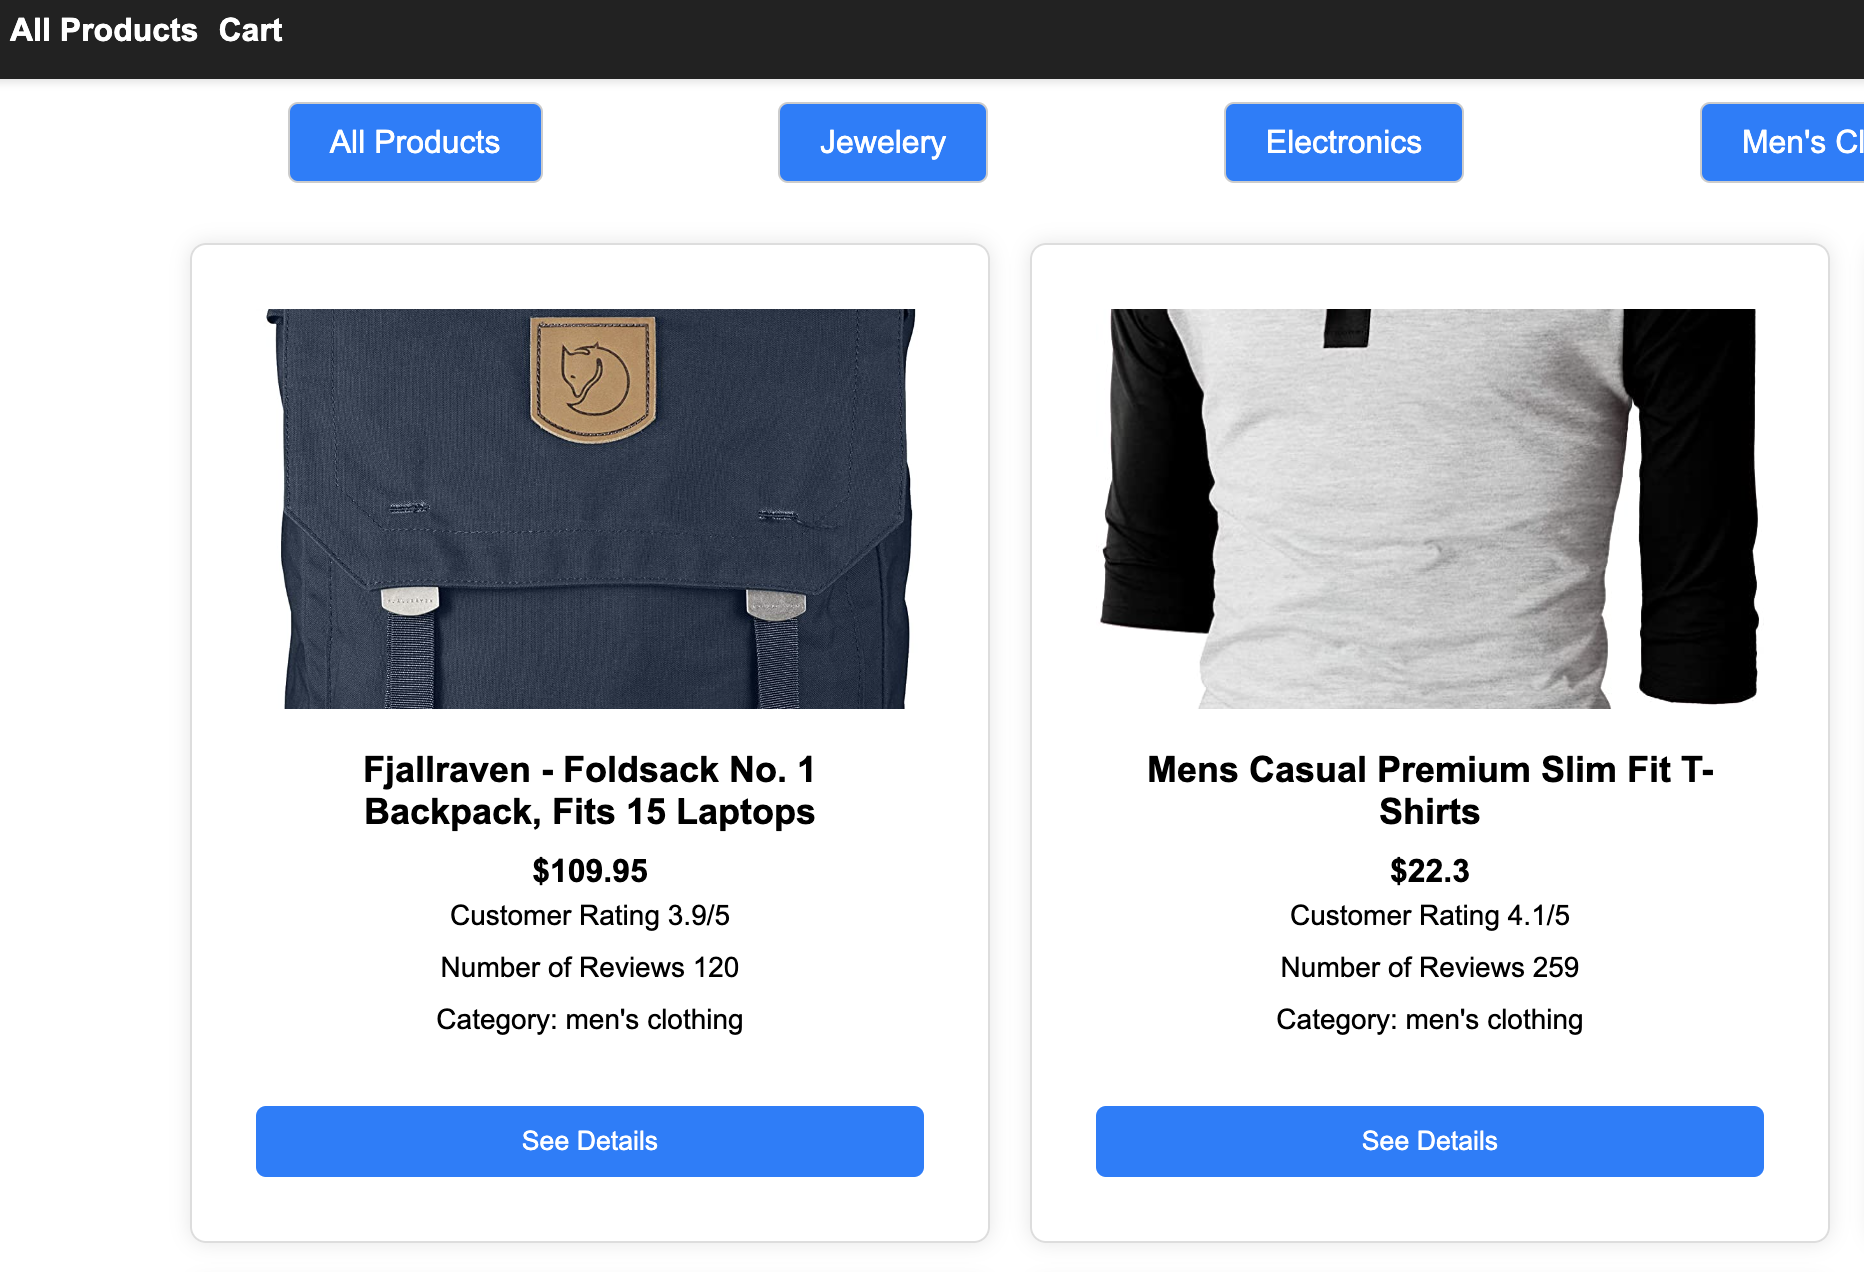 All Products Cart
All Products Jewelery Electronics Men's Cl
Fjallraven - Foldsack No. 1
Backpack, Fits 15 Laptops
$109.95
Customer Rating 3.9/5
Number of Reviews 120
Category: men's clothing
See Details
Mens Casual Premium Slim Fit T-
Shirts
$22.3
Customer Rating 4.1/5
Number of Reviews 259
Category: men's clothing
See Details